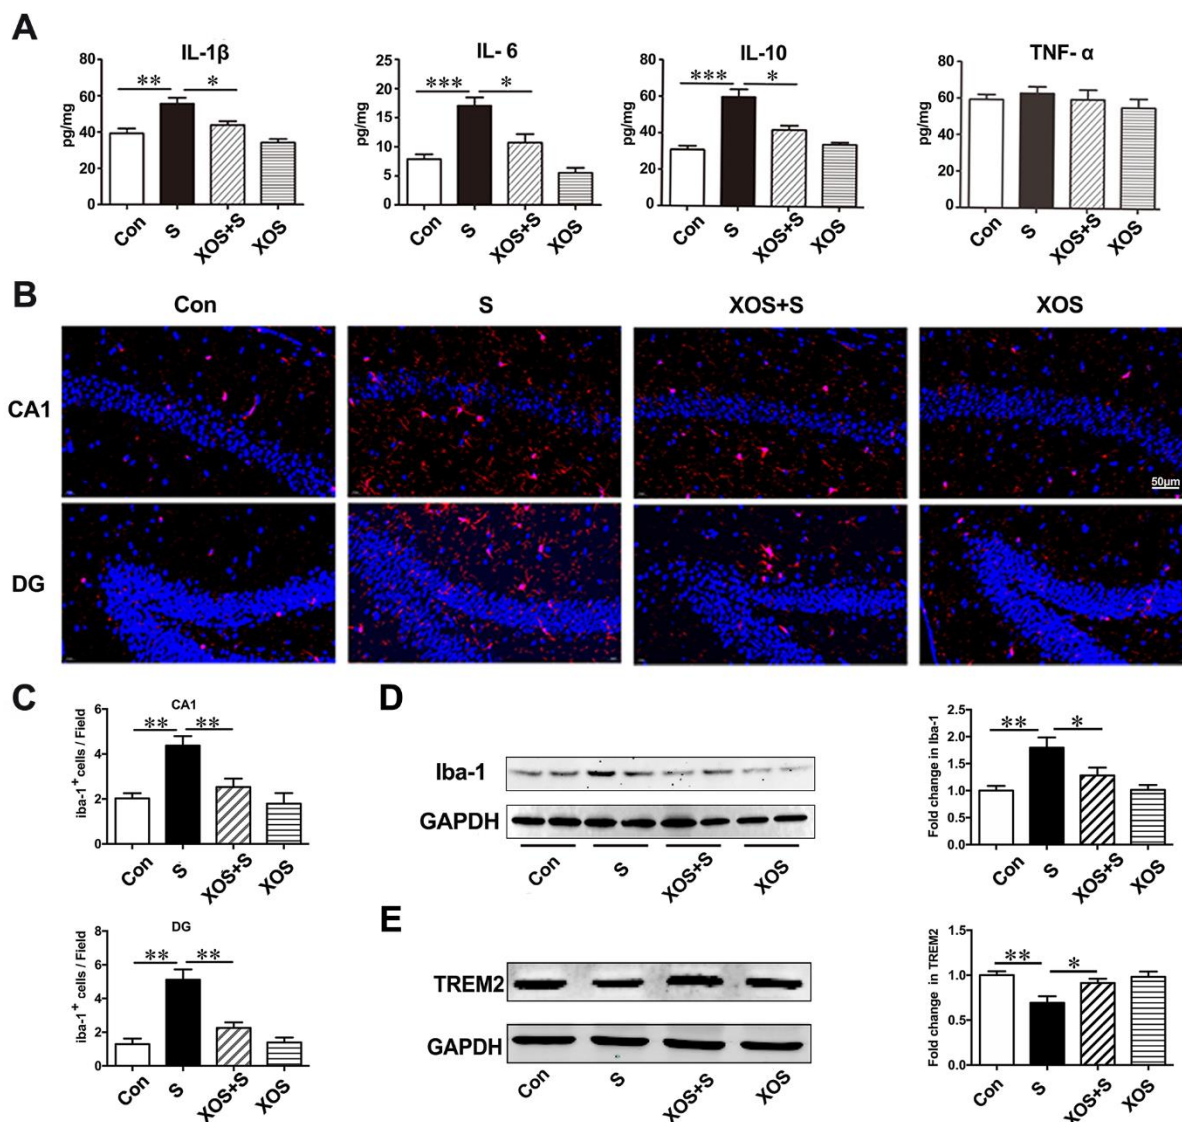 A
IL-1β
80
60
40
20
0
pg/mg
**
*
Con
S
XOS+S
XOS
IL- 6
25
20
15
10
5
0
pg/mg
***
*
Con
S
XOS+S
XOS
IL-10
80
60
40
20
0
pg/mg
***
*
Con
S
XOS+S
XOS
TNF- α
80
60
40
20
0
pg/mg
Con
S
XOS+S
XOS
B
Con S XOS+S XOS
CA1
50μm
DG
C
CA1
6
4
2
0
iba-1+ cells / Field
**
**
Con
S
XOS+S
XOS
DG
8
6
4
2
0
iba-1+ cells / Field
**
**
Con
S
XOS+S
XOS
D
Iba-1
GAPDH
Con
S
XOS+S
XOS
2.5
2.0
1.5
1.0
0.5
0.0
Fold change in Iba-1
**
*
Con
S
XOS+S
XOS
E
TREM2
GAPDH
Con
S
XOS+S
XOS
1.5
1.0
0.5
0.0
Fold change in TREM2
**
*
Con
S
XOS+S
XOS